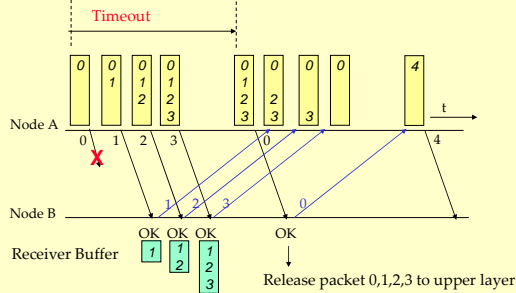 Timeout
0 0 0 0 0 0 0 0 4
1 1 1 1
2 2 2 2
3 3 3 3
t
Node A
0 1 2 3 0 4
X
1 2 3 0
Node B
OK OK OK OK
Receiver Buffer
1 1 1
2 2
3
Release packet 0,1,2,3 to upper layer